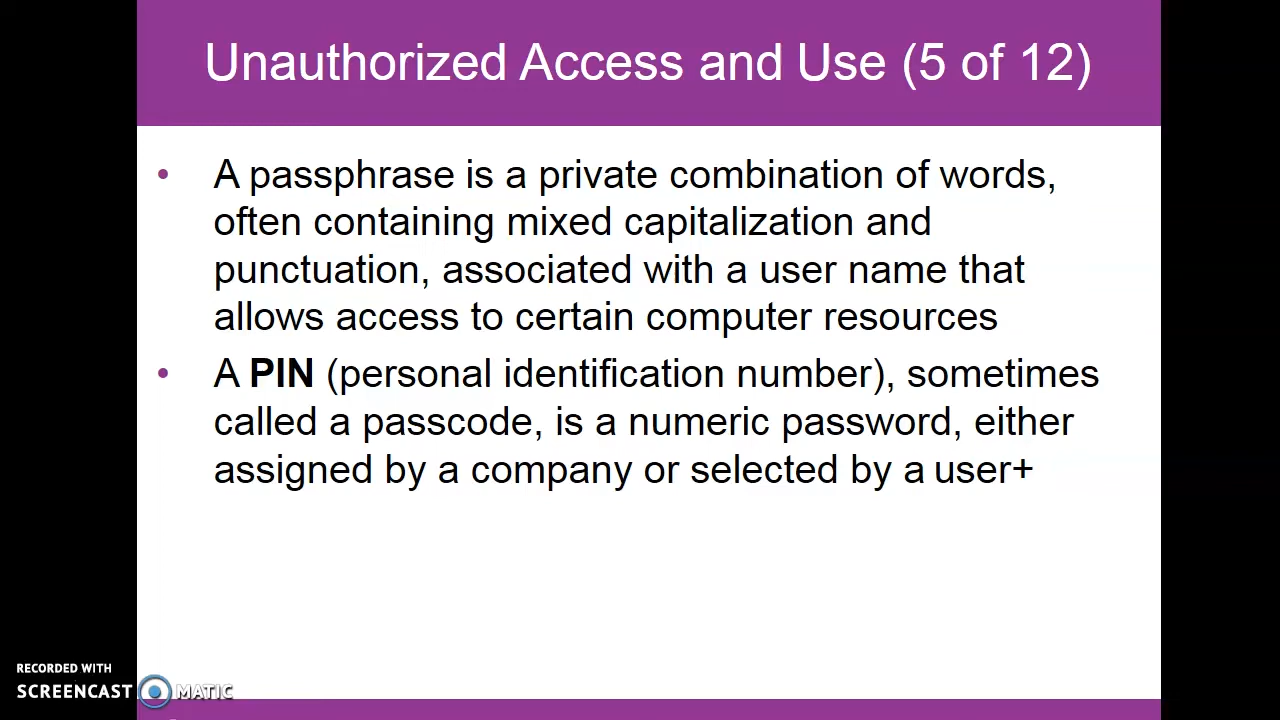 Unauthorized Access and Use (5 of 12)
• A passphrase is a private combination of words,
often containing mixed capitalization and
punctuation, associated with a user name that
allows access to certain computer resources
• A PIN (personal identification number), sometimes
called a passcode, is a numeric password, either
assigned by a company or selected by a user+
RECORDED WITH
SCREENCAST MATIC